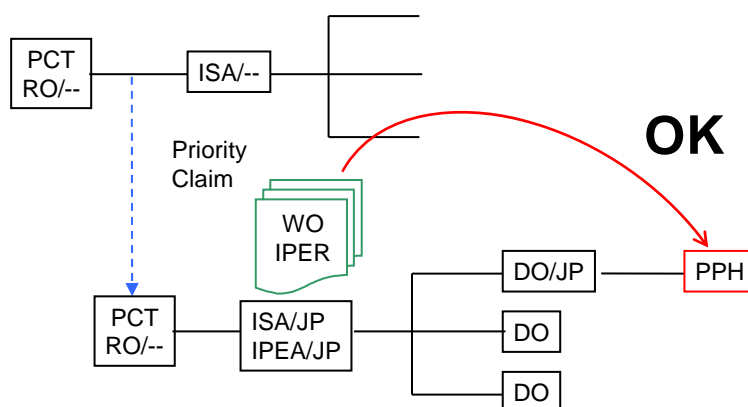 PCT
RO/--
ISA/--
OK
Priority
Claim
WO
IPER
DO/JP
PPH
PCT
RO/--
ISA/JP
IPEA/JP
DO
DO